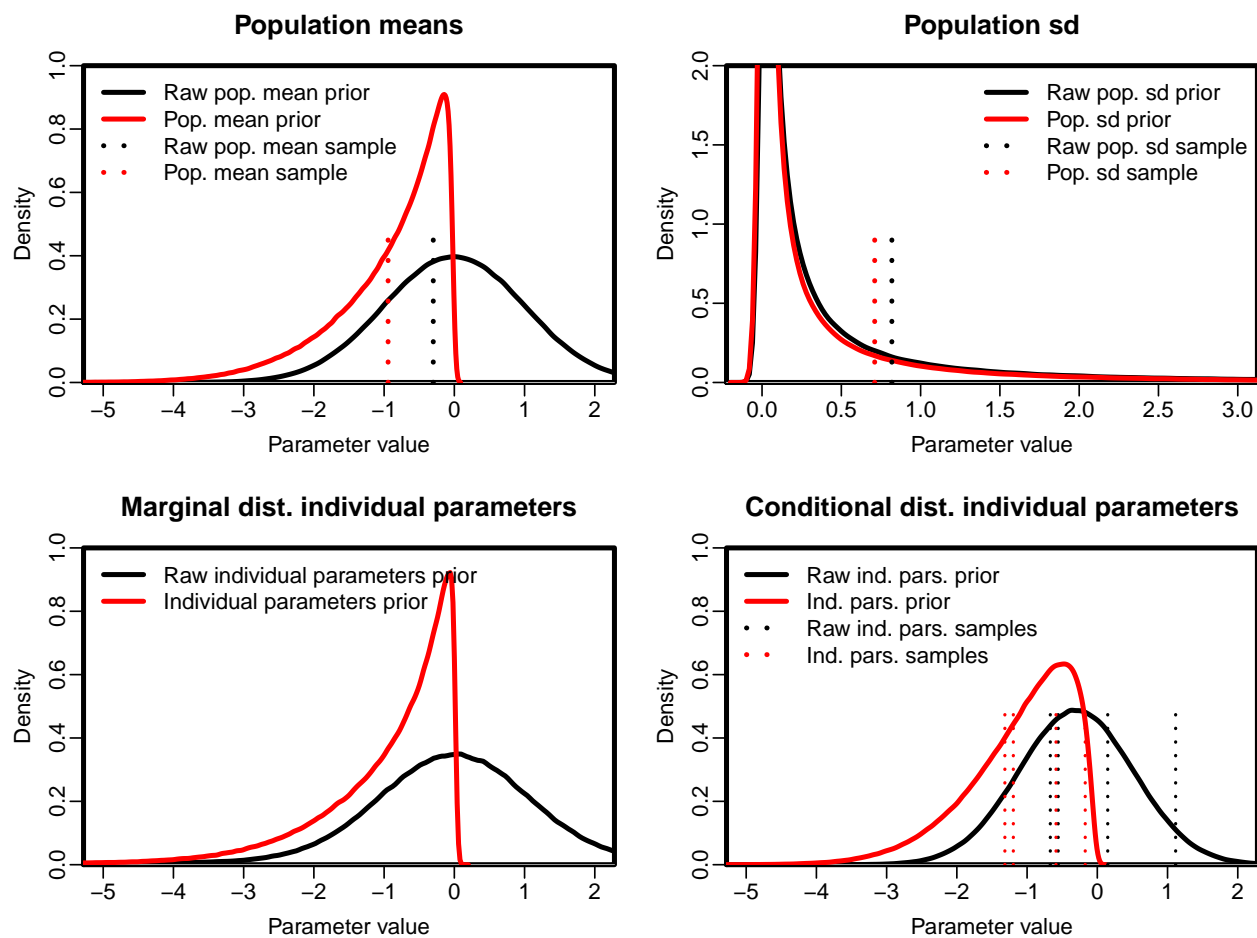 Population means
Density
0.0 0.2 0.4 0.6 0.8 1.0
Raw pop. mean prior
Pop. mean prior
Raw pop. mean sample
Pop. mean sample
−5 −4 −3 −2 −1 0 1 2
Parameter value
Population sd
Density
0.0 0.5 1.0 1.5 2.0
Raw pop. sd prior
Pop. sd prior
Raw pop. sd sample
Pop. sd sample
0.0 0.5 1.0 1.5 2.0 2.5 3.0
Parameter value
Marginal dist. individual parameters
Density
0.0 0.2 0.4 0.6 0.8 1.0
Raw individual parameters prior
Individual parameters prior
−5 −4 −3 −2 −1 0 1 2
Parameter value
Conditional dist. individual parameters
Density
0.0 0.2 0.4 0.6 0.8 1.0
Raw ind. pars. prior
Ind. pars. prior
Raw ind. pars. samples
Ind. pars. samples
−5 −4 −3 −2 −1 0 1 2
Parameter value